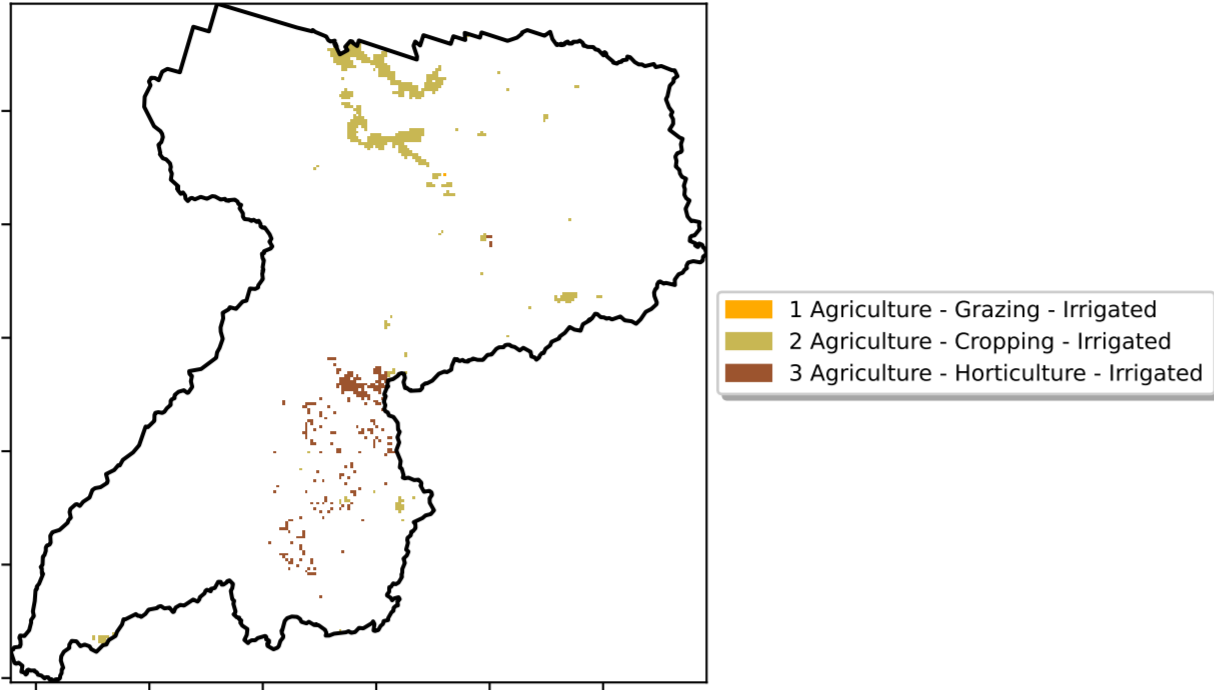 1 Agriculture - Grazing - Irrigated
2 Agriculture - Cropping - Irrigated
3 Agriculture - Horticulture - Irrigated